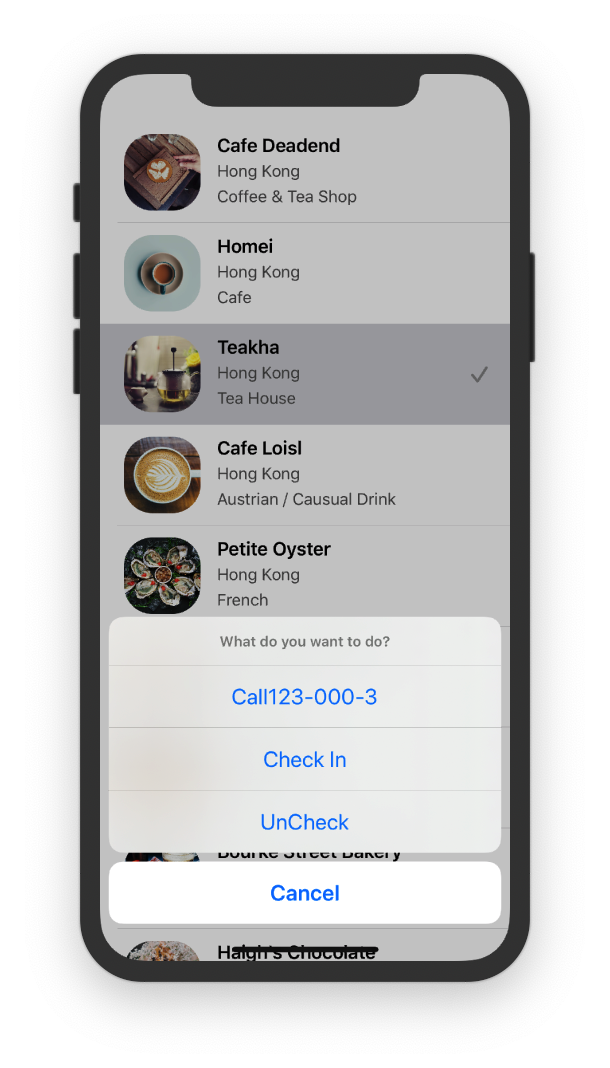 Cafe Deadend
Hong Kong
Coffee & Tea Shop
Homei
Hong Kong
Cafe
Teakha
Hong Kong
Tea House
Cafe Loisl
Hong Kong
Austrian / Causual Drink
Petite Oyster
Hong Kong
French
What do you want to do?
Call123-000-3
Check In
UnCheck
Bourke Street Bakery
Cancel
Haigh's Chocolate